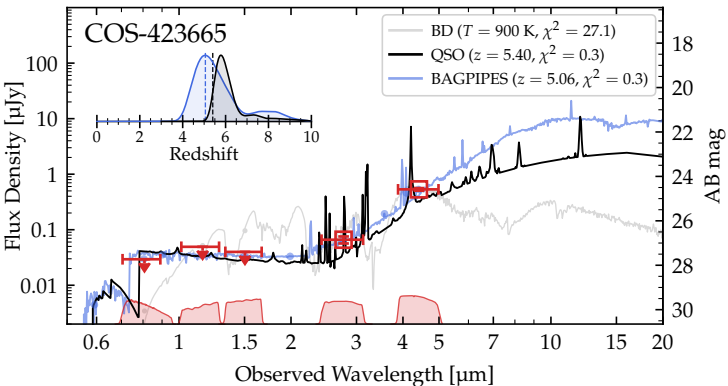 COS-423665
BD (T = 900 K, χ² = 27.1)
QSO (z = 5.40, χ² = 0.3)
BAGPIPES (z = 5.06, χ² = 0.3)
100
10
1
0.1
0.01
Flux Density [μJy]
18
20
22
24
26
28
30
AB mag
0 2 4 6 8 10
Redshift
0.6 1 2 3 4 5 10 15 20
Observed Wavelength [μm]